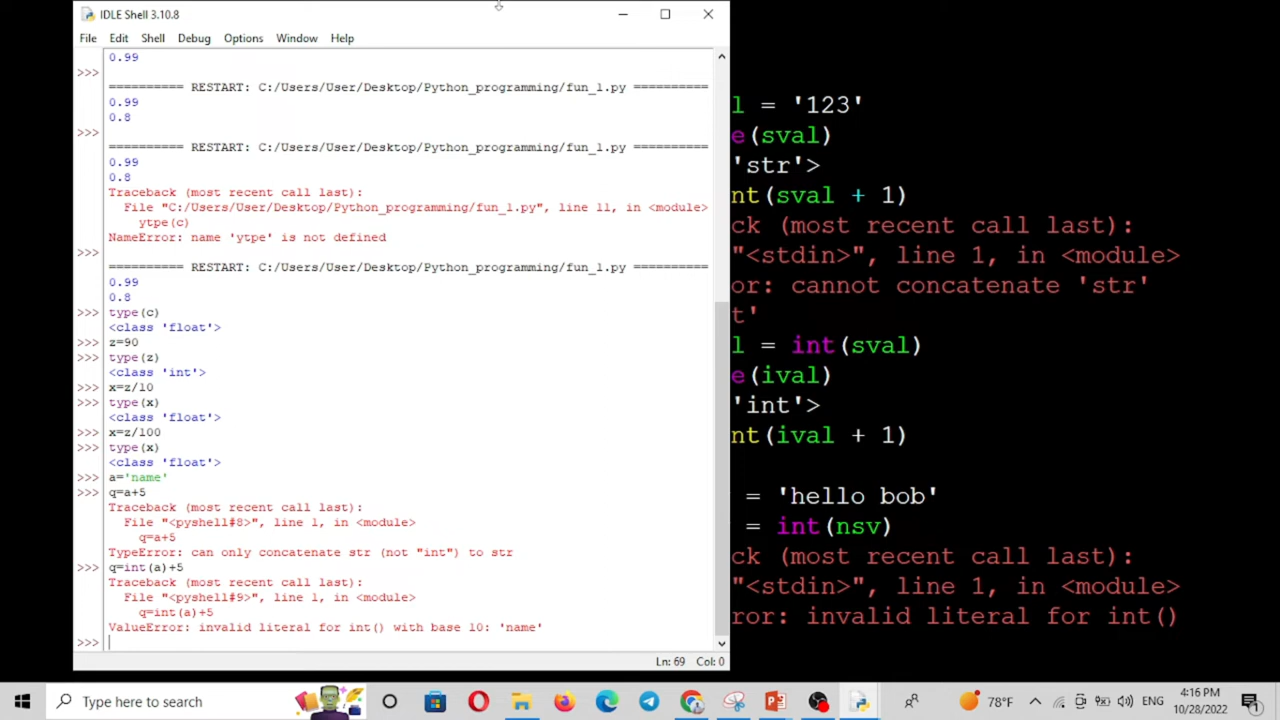 IDLE Shell 3.10.8
File Edit Shell Debug Options Window Help
0.99
>>>
========== RESTART: C:/Users/User/Desktop/Python_programming/fun_1.py ==========
0.99
0.8
>>>
========== RESTART: C:/Users/User/Desktop/Python_programming/fun_1.py ==========
0.99
0.8
Traceback (most recent call last):
File "C:/Users/User/Desktop/Python_programming/fun_1.py", line 11, in <module>
ytpe(c)
NameError: name 'ytpe' is not defined
>>>
========== RESTART: C:/Users/User/Desktop/Python_programming/fun_1.py ==========
0.99
0.8
>>> type(c)
<class 'float'>
>>> z=90
>>> type(z)
<class 'int'>
>>> x=z/10
>>> type(x)
<class 'float'>
>>> x=z/100
>>> type(x)
<class 'float'>
>>> a='name'
>>> q=a+5
Traceback (most recent call last):
File "<pyshell#8>", line 1, in <module>
q=a+5
TypeError: can only concatenate str (not "int") to str
>>> q=int(a)+5
Traceback (most recent call last):
File "<pyshell#9>", line 1, in <module>
q=int(a)+5
ValueError: invalid literal for int() with base 10: 'name'
>>>
Ln: 69 Col: 0
l = '123'
e(sval)
'str'>
nt(sval + 1)
ck (most recent call last):
"<stdin>", line 1, in <module>
or: cannot concatenate 'str'
t'
l = int(sval)
e(ival)
'int'>
nt(ival + 1)
= 'hello bob'
= int(nsv)
ck (most recent call last):
"<stdin>", line 1, in <module>
ror: invalid literal for int()
Type here to search
78°F
ENG
4:16 PM
10/28/2022
1